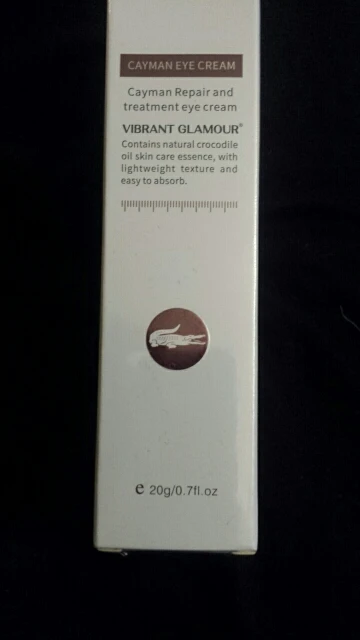 CAYMAN EYE CREAM
Cayman Repair and
treatment eye cream
VIBRANT GLAMOUR®
Contains natural crocodile
oil skin care essence, with
lightweight texture and
easy to absorb.
e 20g/0.7fl.oz